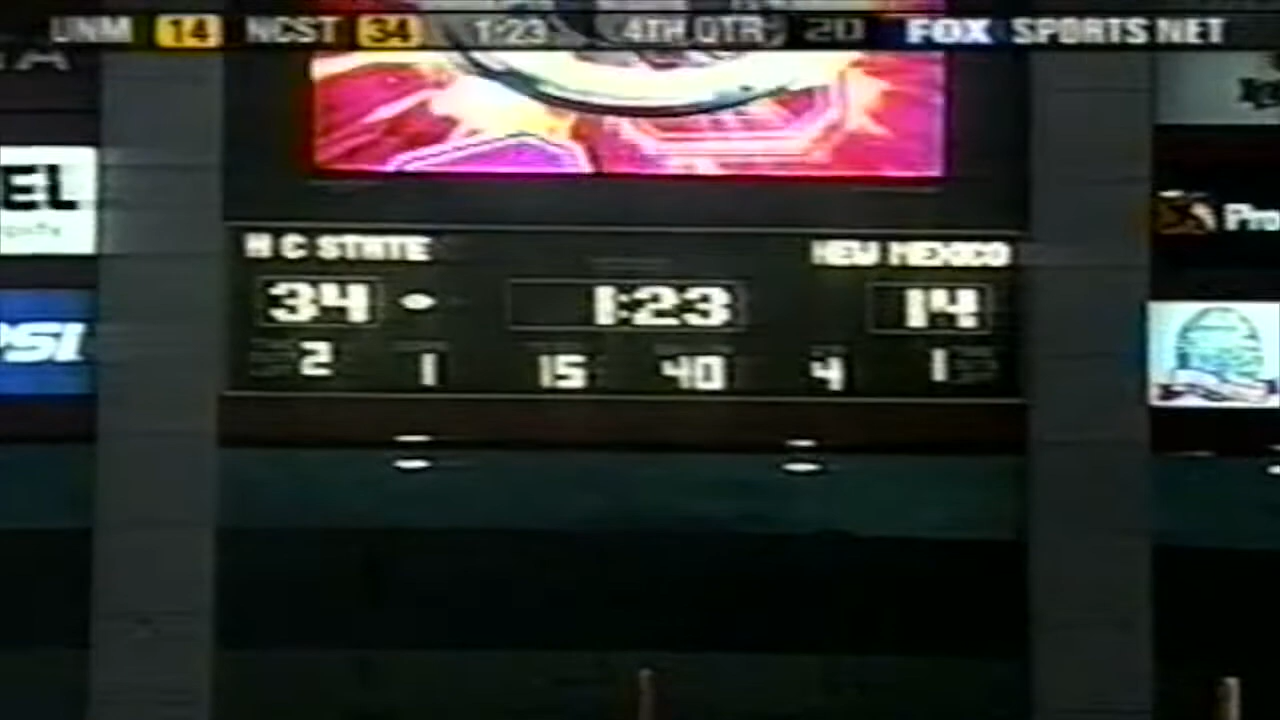 UNM 14 NCST 34 1:23 4TH QTR 20 FOX SPORTS NET
EL
PSI
Pro
N C STATE NEW MEXICO
34 1:23 14
2 1 15 40 4 1